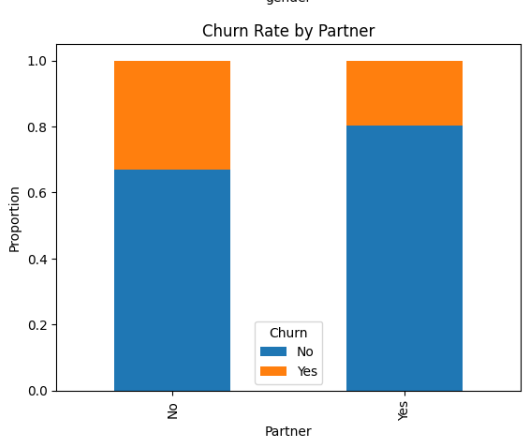 gender
Churn Rate by Partner
1.0
0.8
0.6
0.4
0.2
0.0
Proportion
Churn
No
Yes
No
Yes
Partner